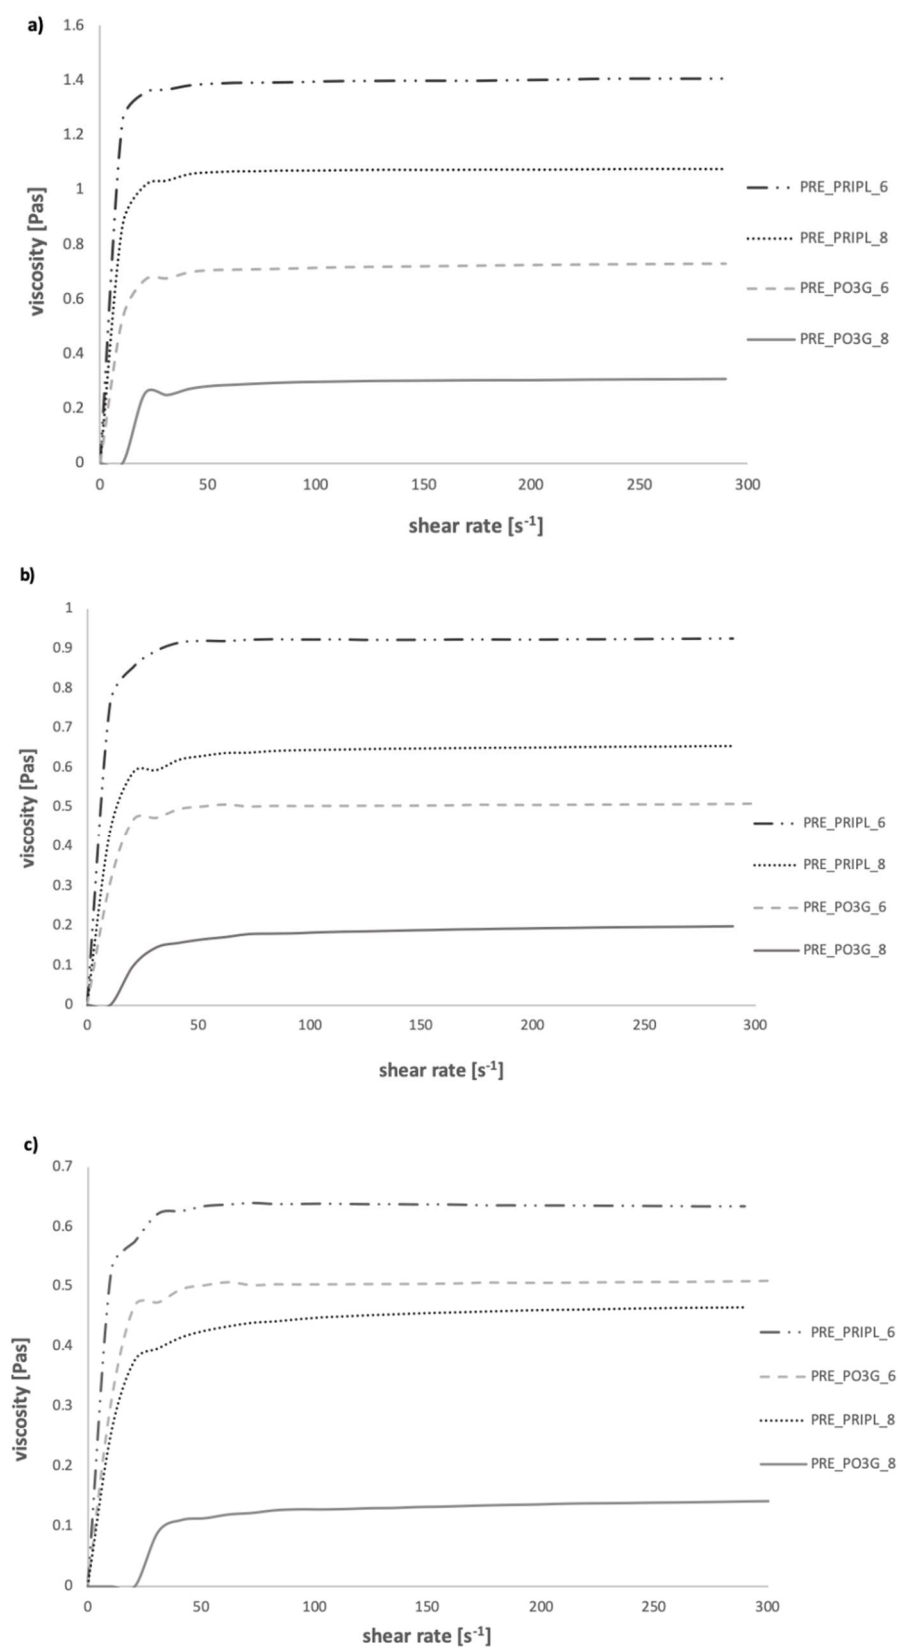 a)
1.6
1.4
1.2
1
0.8
0.6
0.4
0.2
0
viscosity [Pas]
0 50 100 150 200 250 300
shear rate [s-1]
PRE_PRIPL_6
PRE_PRIPL_8
PRE_PO3G_6
PRE_PO3G_8
b)
1
0.9
0.8
0.7
0.6
0.5
0.4
0.3
0.2
0.1
0
viscosity [Pas]
0 50 100 150 200 250 300
shear rate [s-1]
PRE_PRIPL_6
PRE_PRIPL_8
PRE_PO3G_6
PRE_PO3G_8
c)
0.7
0.6
0.5
0.4
0.3
0.2
0.1
0
viscosity [Pas]
0 50 100 150 200 250 300
shear rate [s-1]
PRE_PRIPL_6
PRE_PO3G_6
PRE_PRIPL_8
PRE_PO3G_8